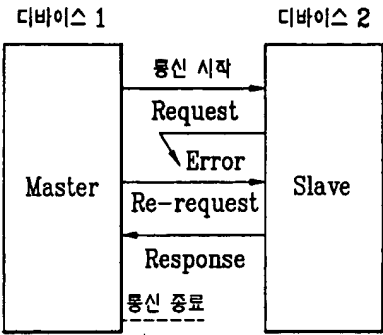 디바이스 1
디바이스 2
통신 시작
Request
Error
Master
Slave
Re-request
Response
통신 종료